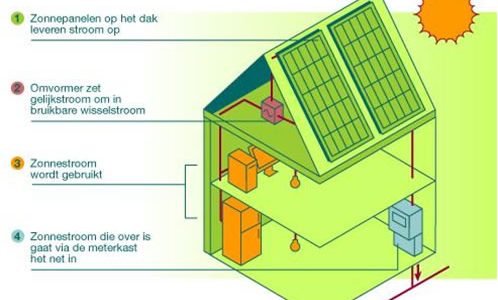 1 Zonnepanelen op het dak
leveren stroom op
2 Omvormer zet
gelijkstroom om in
bruikbare wisselstroom
3 Zonnestroom
wordt gebruikt
4 Zonnestroom die over is
gaat via de meterkast
het net in